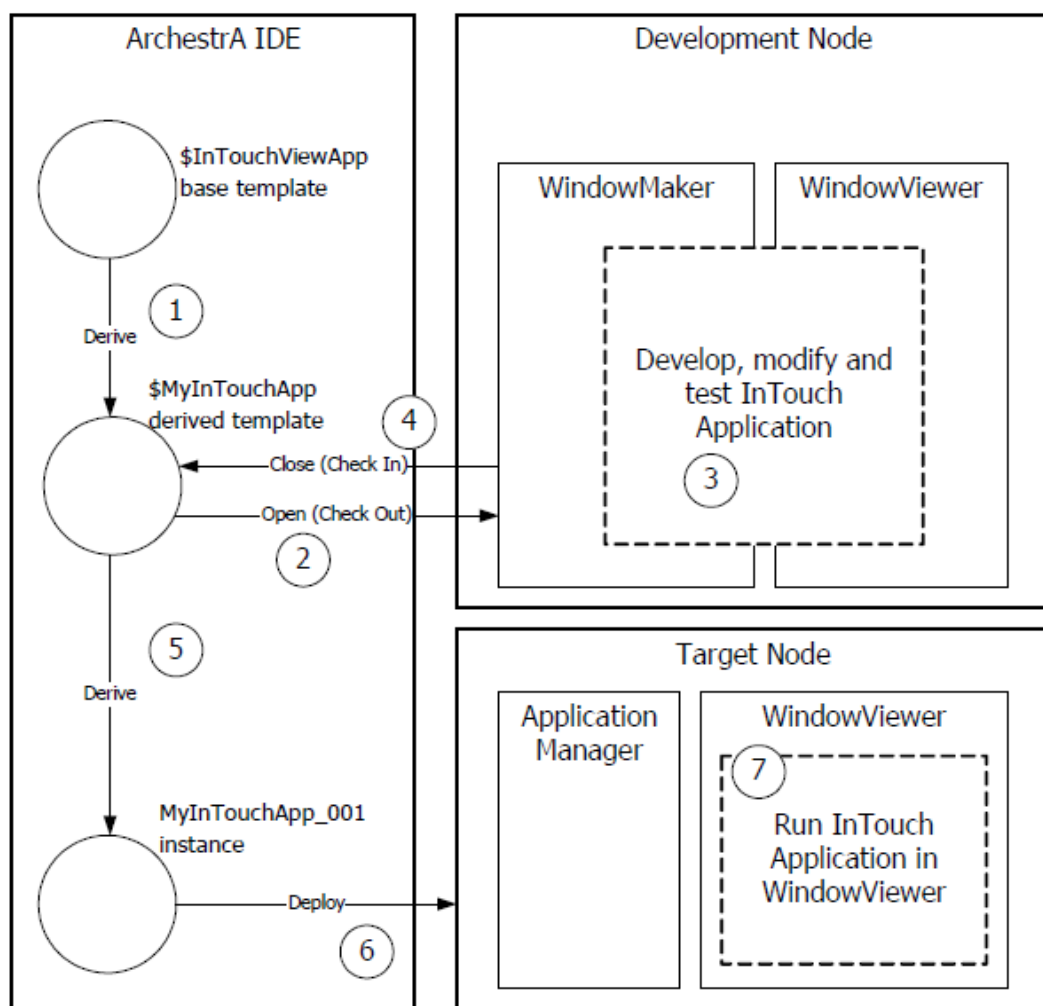 ArchestrA IDE
$InTouchViewApp
base template
1
Derive
$MyInTouchApp
derived template
4
Close (Check In)
Open (Check Out)
2
5
Derive
MyInTouchApp_001
instance
Deploy
6
Development Node
WindowMaker
WindowViewer
Develop, modify and
test InTouch
Application
3
Target Node
Application
Manager
WindowViewer
7
Run InTouch
Application in
WindowViewer